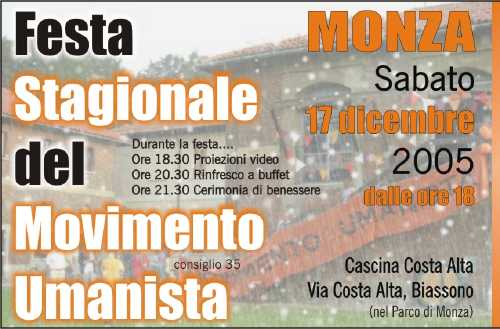 Festa
Stagionale
del
Movimento
Umanista
consiglio 35
Durante la festa....
Ore 18.30 Proiezioni video
Ore 20.30 Rinfresco a buffet
Ore 21.30 Cerimonia di benessere
MONZA
Sabato
17 dicembre
2005
dalle ore 18
Cascina Costa Alta
Via Costa Alta, Biassono
(nel Parco di Monza)